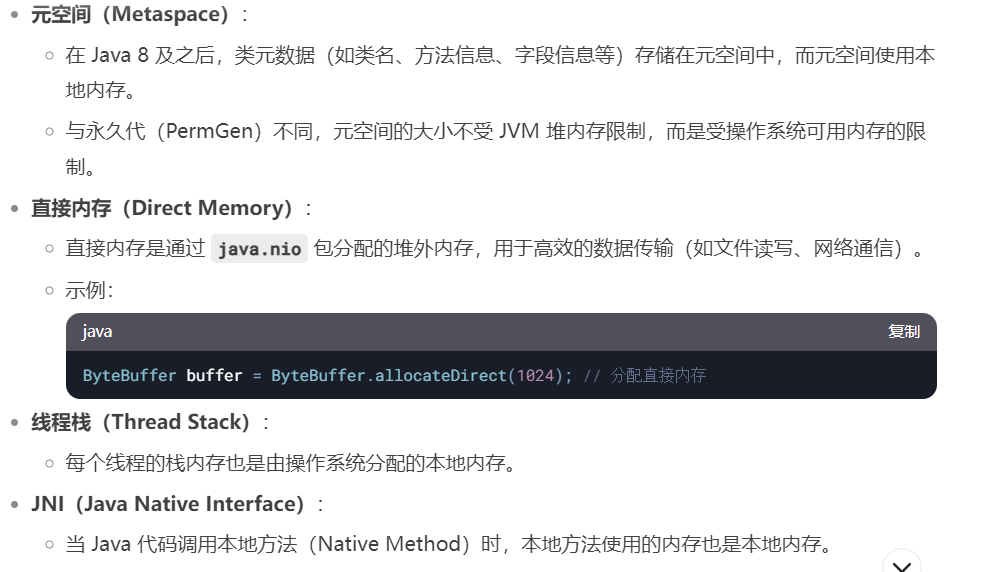 元空间（Metaspace）：
在 Java 8 及之后，类元数据（如类名、方法信息、字段信息等）存储在元空间中，而元空间使用本
地内存。
与永久代（PermGen）不同，元空间的大小不受 JVM 堆内存限制，而是受操作系统可用内存的限
制。
直接内存（Direct Memory）：
直接内存是通过 java.nio 包分配的堆外内存，用于高效的数据传输（如文件读写、网络通信）。
示例：
java 复制
ByteBuffer buffer = ByteBuffer.allocateDirect(1024); // 分配直接内存
线程栈（Thread Stack）：
每个线程的栈内存也是由操作系统分配的本地内存。
JNI（Java Native Interface）：
当 Java 代码调用本地方法（Native Method）时，本地方法使用的内存也是本地内存。